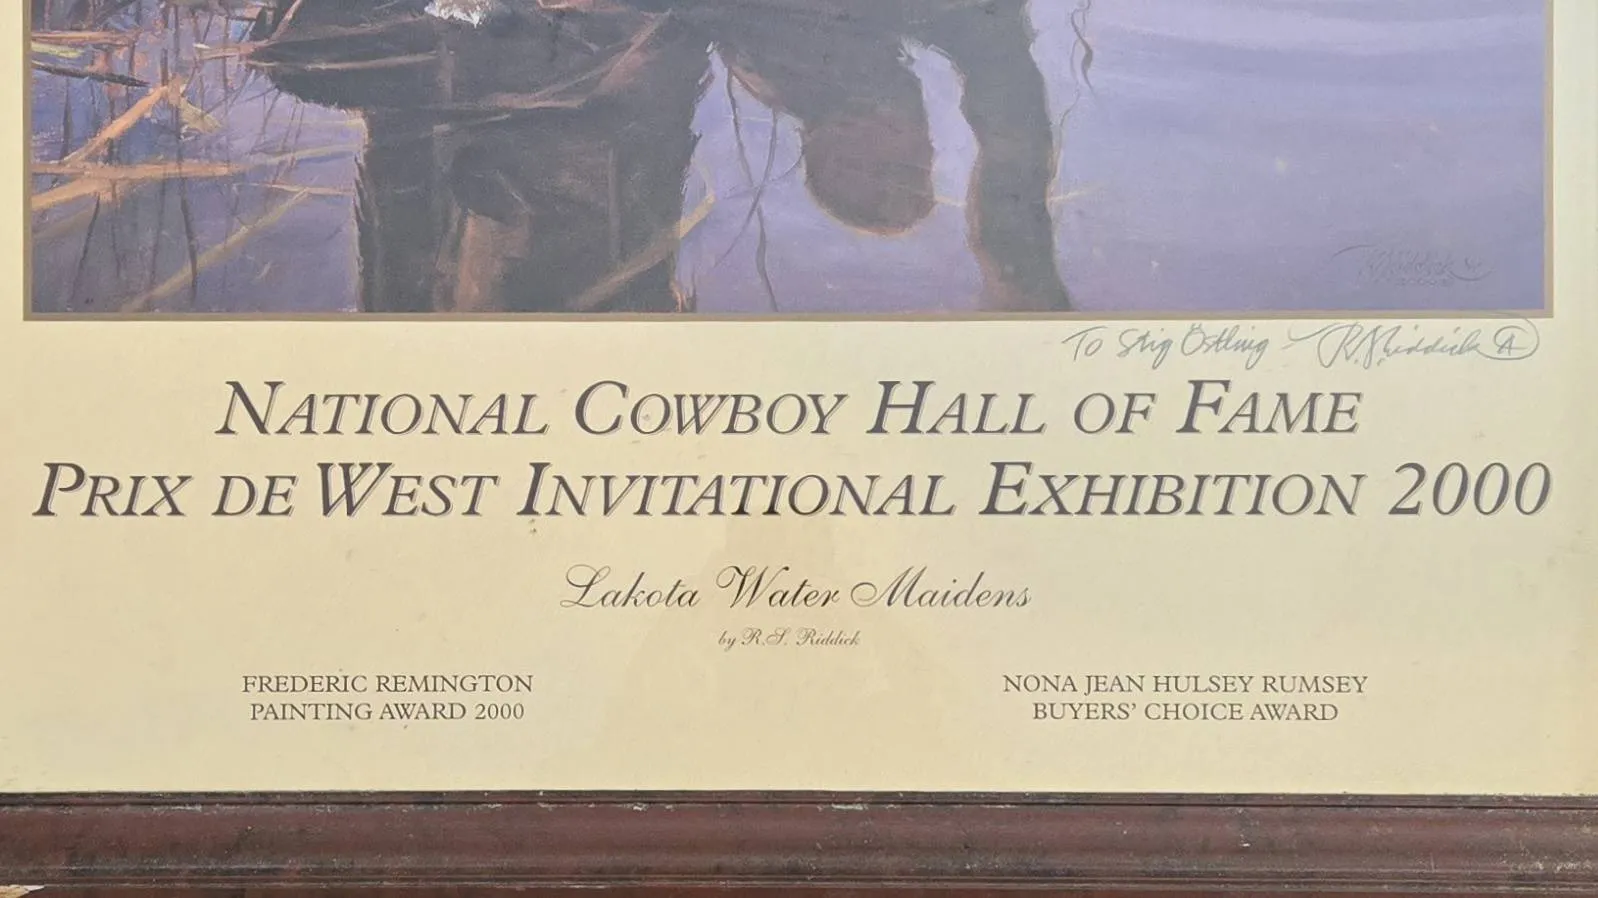 To Stig Östling - R.S. Riddick
NATIONAL COWBOY HALL OF FAME
PRIX DE WEST INVITATIONAL EXHIBITION 2000
Lakota Water Maidens
by R.S. Riddick
FREDERIC REMINGTON
PAINTING AWARD 2000
NONA JEAN HULSEY RUMSEY
BUYERS' CHOICE AWARD